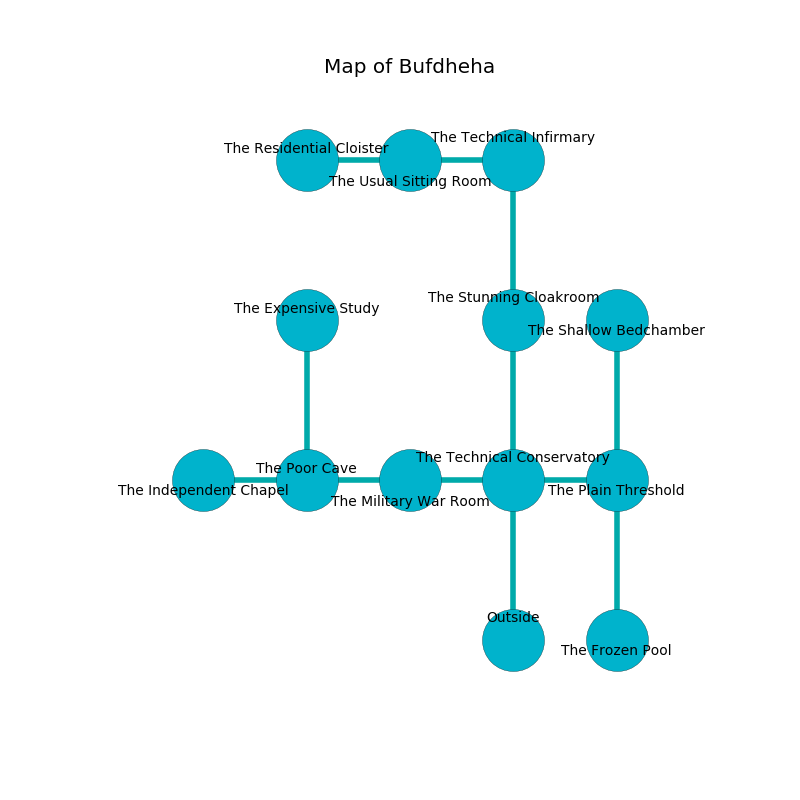 Map of Bufdheha
The Technical Infirmary
The Residential Cloister
The Usual Sitting Room
The Stunning Cloakroom
The Expensive Study
The Shallow Bedchamber
The Technical Conservatory
The Poor Cave
The Independent Chapel
The Plain Threshold
The Military War Room
Outside
The Frozen Pool